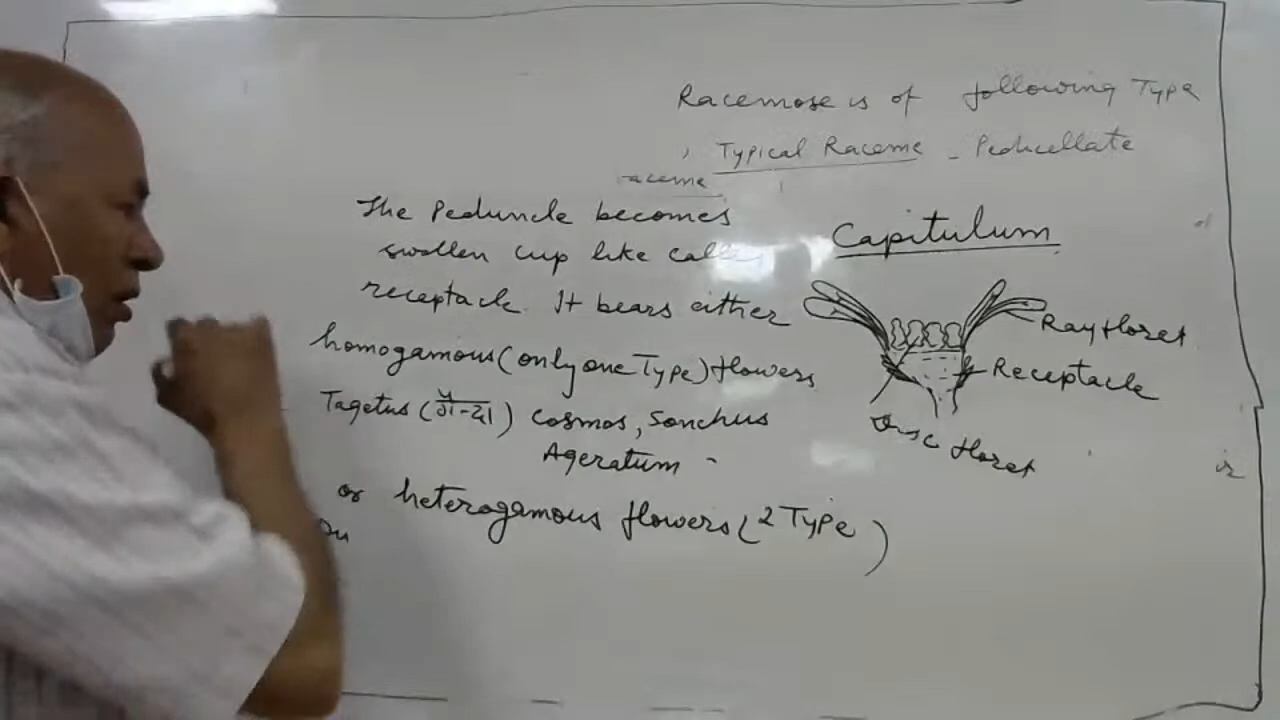 Racemose is of following Type
Typical Raceme - Pedicellate
aceme
The Peduncle becomes
swollen cup like calle
receptacle. It bears either
homogamous (only one Type) flowers
Tagetus ( ) cosmos, Sonchus
Ageratum -
or heterogamous flowers (2 Type)
Capitulum
Ray floret
Receptacle
Disc floret